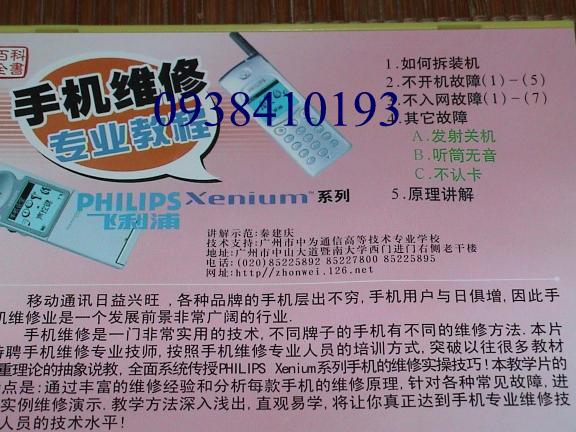 百科
全書
手机维修
专业教程
0938410193
PHILIPS Xenium™ 系列
飞利浦
1.如何拆装机
2.不开机故障(1)-(5)
3.不入网故障(1)-(7)
4.其它故障
A.发射关机
B.听筒无音
C.不认卡
5.原理讲解
讲解示范:秦建庆
技术支持:广州市中为通信高等技术专业学校
地址:广州市中山大道暨南大学西门进门右侧老干楼
电话:(020)85225892 85227800 85225895
网址:http//zhonwei.126.net
移动通讯日益兴旺,各种品牌的手机层出不穷,手机用户与日俱增,因此手
机维修业是一个发展前景非常广阔的行业.
手机维修是一门非常实用的技术,不同牌子的手机有不同的维修方法.本片
特聘手机维修专业技师,按照手机维修专业人员的培训方式,突破以往很多教材
重理论的抽象说教,全面系统传授PHILIPS Xenium系列手机的维修实操技巧!本教学片的
点是:通过丰富的维修经验和分析每款手机的维修原理,针对各种常见故障,进
实例维修演示.教学方法深入浅出,直观易学,将让你真正达到手机专业维修技
人员的技术水平!